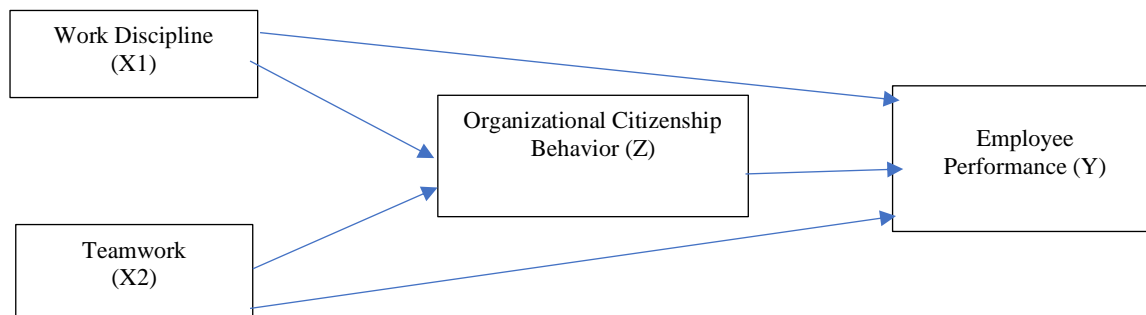 Work Discipline
(X1)
Organizational Citizenship
Behavior (Z)
Employee
Performance (Y)
Teamwork
(X2)